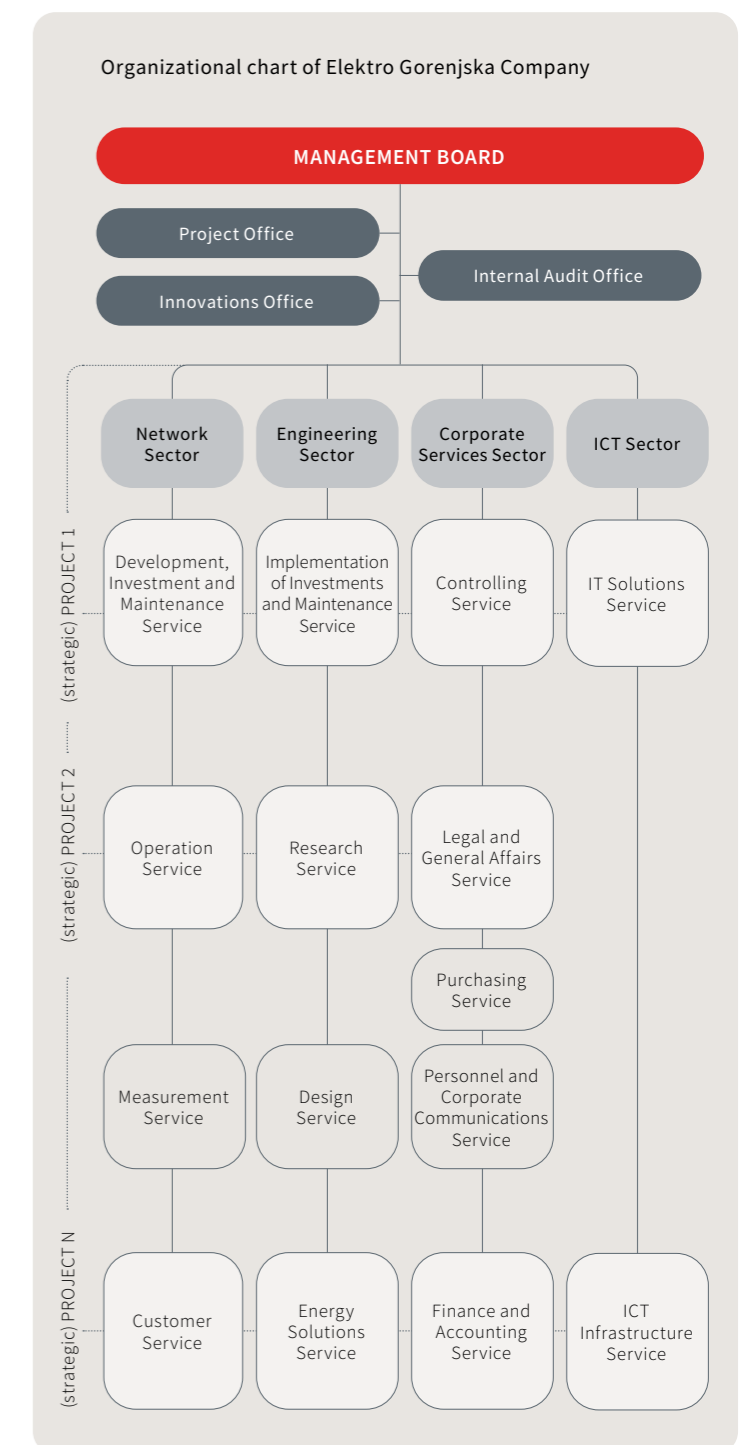 Organizational chart of Elektro Gorenjska Company
MANAGEMENT BOARD
Project Office
Internal Audit Office
Innovations Office
Network
Sector
Engineering
Sector
Corporate
Services Sector
ICT Sector
(strategic) PROJECT 1
Development,
Investment and
Maintenance
Service
Implementation
of Investments
and Maintenance
Service
Controlling
Service
IT Solutions
Service
(strategic) PROJECT 2
Operation
Service
Research
Service
Legal and
General Affairs
Service
Purchasing
Service
Measurement
Service
Design
Service
Personnel and
Corporate
Communications
Service
(strategic) PROJECT N
Customer
Service
Energy
Solutions
Service
Finance and
Accounting
Service
ICT
Infrastructure
Service